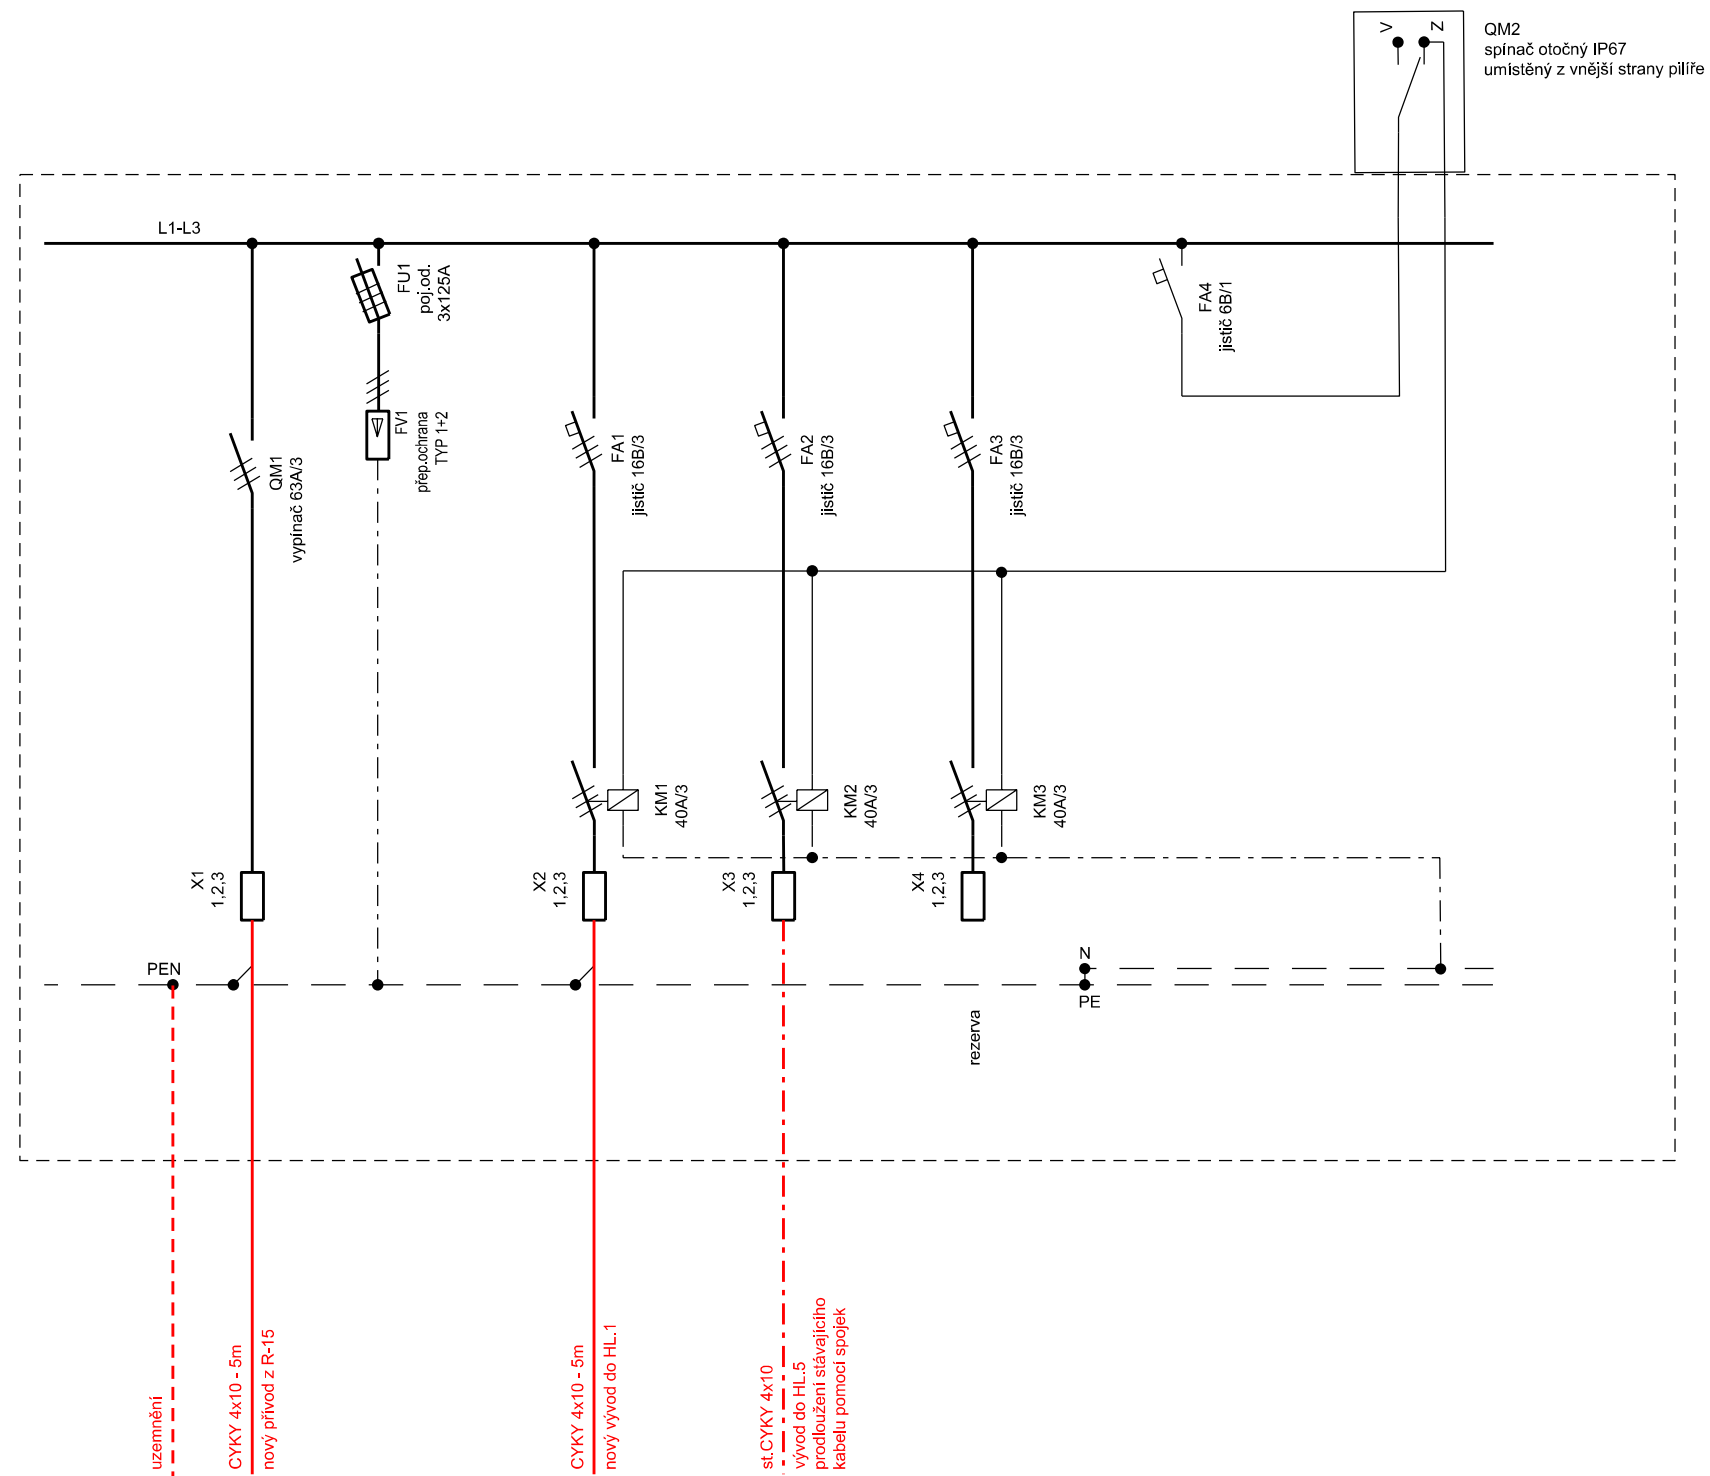 V
Z
QM2
spínač otočný IP67
umístěný z vnější strany pilíře
L1-L3
FU1
poj.od.
3x125A
FA4
jistič 6B/1
QM1
vypínač 63A/3
FV1
přep.ochrana
TYP 1+2
FA1
jistič 16B/3
FA2
jistič 16B/3
FA3
jistič 16B/3
KM1
40A/3
KM2
40A/3
KM3
40A/3
X1
1,2,3
X2
1,2,3
X3
1,2,3
X4
1,2,3
PEN
N
PE
rezerva
uzemnění
CYKY 4x10 - 5m
nový přívod z R-15
CYKY 4x10 - 5m
nový vývod do HL.1
st.CYKY 4x10
vývod do HL.5
prodloužení stávajícího
kabelu pomocí spojek